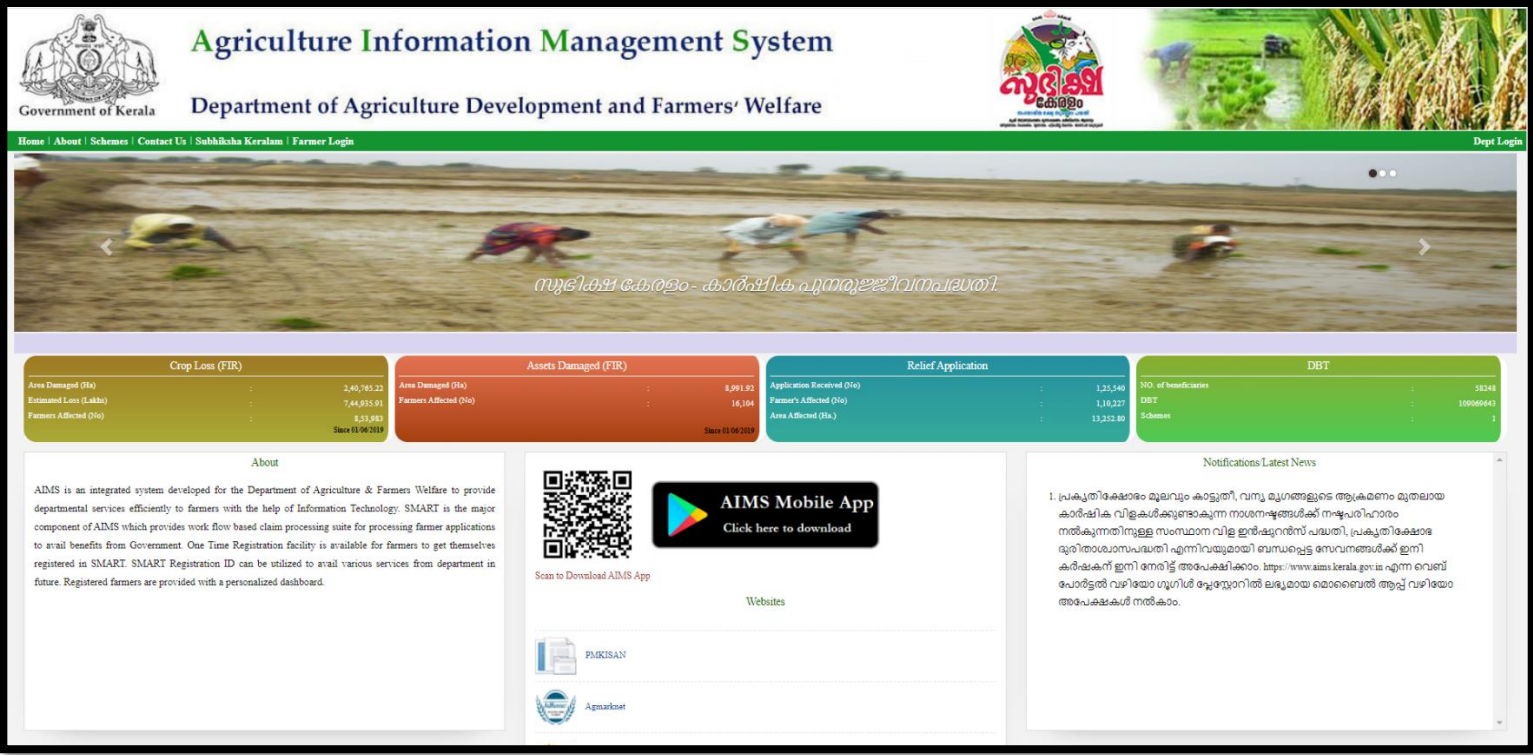 Agriculture Information Management System
Department of Agriculture Development and Farmers' Welfare
Government of Kerala
സുഭിക്ഷ
കേരളം
Home | About | Schemes | Contact Us | Subhiksha Keralam | Farmer Login
Dept Login
സുഭിക്ഷ കേരളം - കാർഷിക പുനരുജ്ജീവനപദ്ധതി.
Crop Loss (FIR)
Area Damaged (Ha) : 2,40,765.22
Estimated Loss (Lakhs) : 7,44,935.91
Farmers Affected (No) : 8,53,983
Since 01/06/2019
Assets Damaged (FIR)
Area Damaged (Ha) : 8,991.92
Farmers Affected (No) : 16,104
Since 01/06/2019
Relief Application
Application Received (No) : 1,25,540
Farmer's Affected (No) : 1,10,227
Area Affected (Ha.) : 13,252.80
DBT
NO. of beneficiaries : 58248
DBT : 109069643
Schemes : 1
About
AIMS is an integrated system developed for the Department of Agriculture & Farmers Welfare to provide
departmental services efficiently to farmers with the help of Information Technology. SMART is the major
component of AIMS which provides work flow based claim processing suite for processing farmer applications
to avail benefits from Government. One Time Registration facility is available for farmers to get themselves
registered in SMART. SMART Registration ID can be utilized to avail various services from department in
future. Registered farmers are provided with a personalized dashboard.
AIMS Mobile App
Click here to download
Scan to Download AIMS App
Websites
PMKISAN
Agmarknet
Notifications/Latest News
1. പ്രകൃതിക്ഷോഭം മൂലവും കാട്ടുതീ, വന്യ മൃഗങ്ങളുടെ ആക്രമണം മുതലായ
കാർഷിക വിളകൾക്കുണ്ടാകുന്ന നാശനഷ്ടങ്ങൾക്ക് നഷ്ടപരിഹാരം
നൽകുന്നതിനുള്ള സംസ്ഥാന വിള ഇൻഷുറൻസ് പദ്ധതി, പ്രകൃതിക്ഷോഭ
ദുരിതാശ്വാസപദ്ധതി എന്നിവയുമായി ബന്ധപ്പെട്ട സേവനങ്ങൾക്ക് ഇനി
കർഷകന് ഇനി നേരിട്ട് അപേക്ഷിക്കാം. https://www.aims.kerala.gov.in എന്ന വെബ്
പോർട്ടൽ വഴിയോ ഗൂഗിൾ പ്ലേസ്റ്റോറിൽ ലഭ്യമായ മൊബൈൽ ആപ്പ് വഴിയോ
അപേക്ഷകൾ നൽകാം.